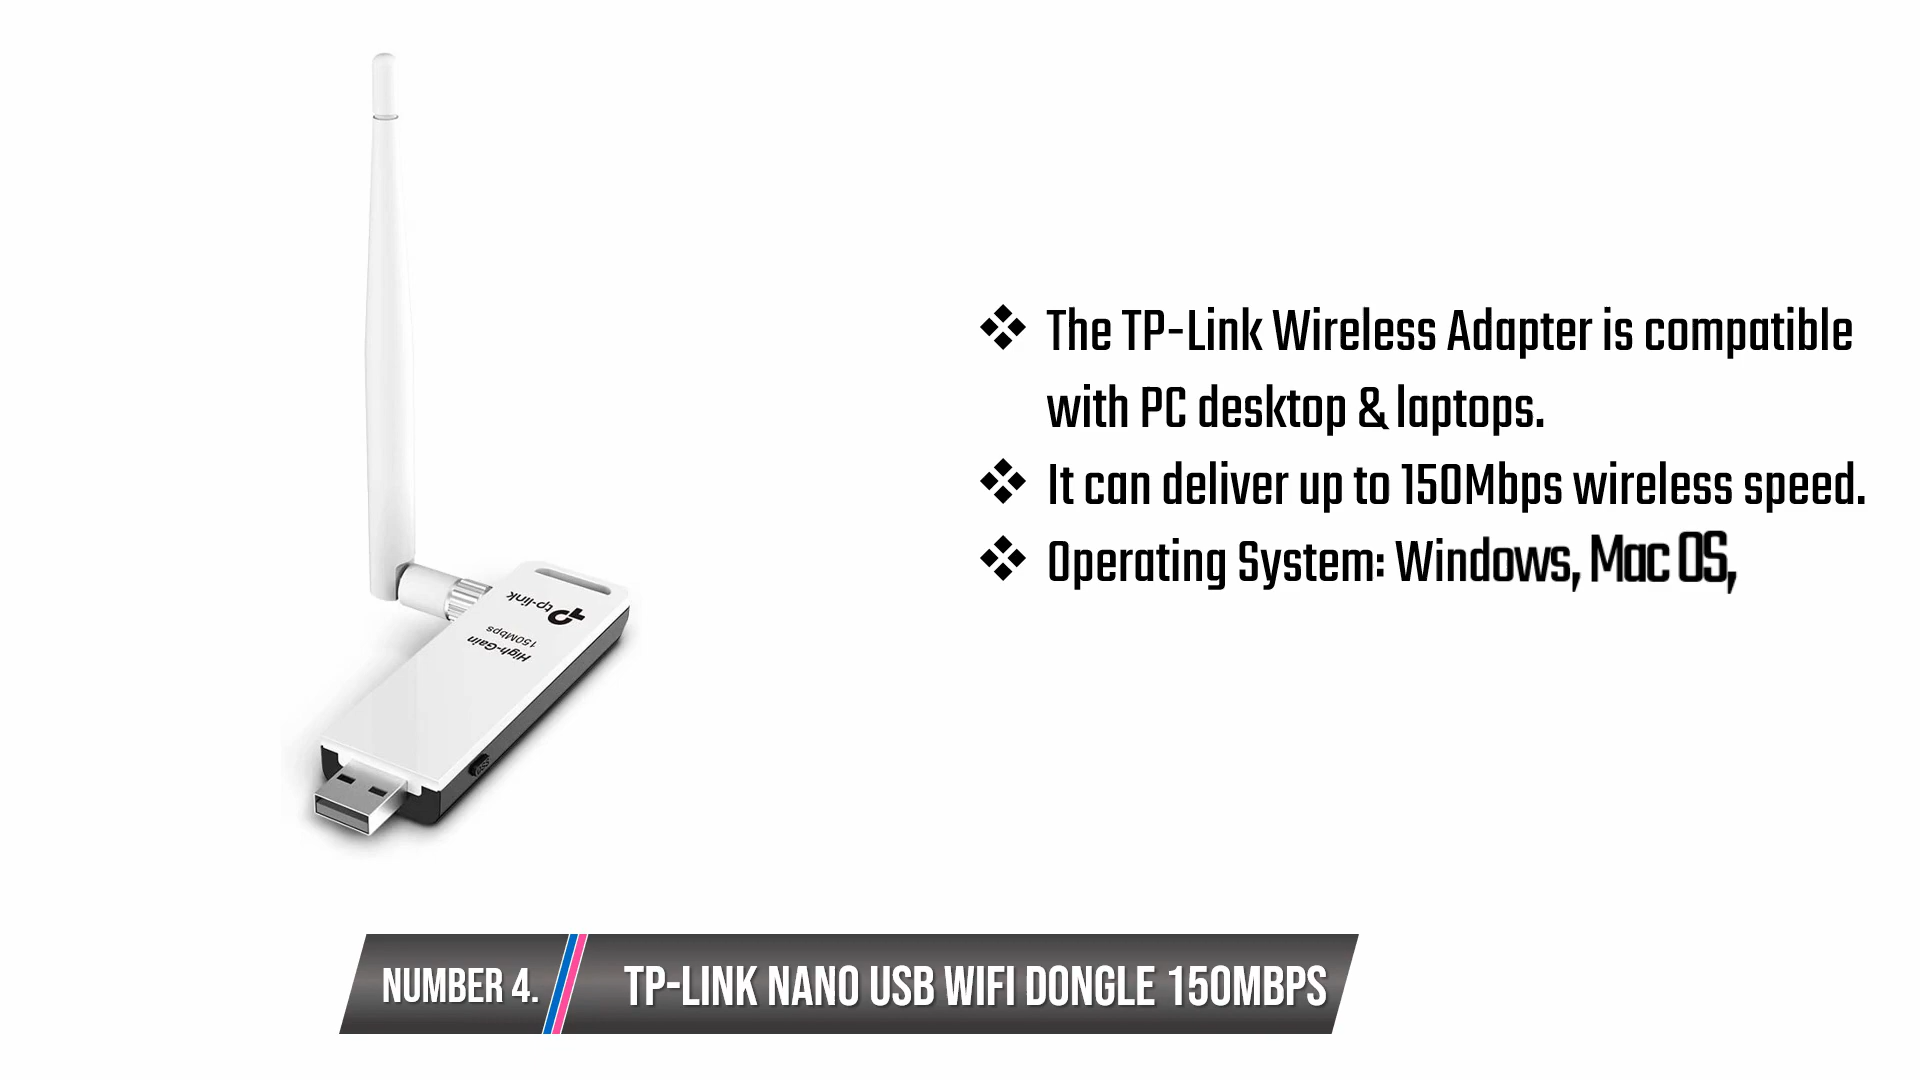 tp-link
150Mbps
High-Gain
❖ The TP-Link Wireless Adapter is compatible
with PC desktop & laptops.
❖ It can deliver up to 150Mbps wireless speed.
❖ Operating System: Windows, Mac OS,
NUMBER 4. TP-LINK NANO USB WIFI DONGLE 150MBPS